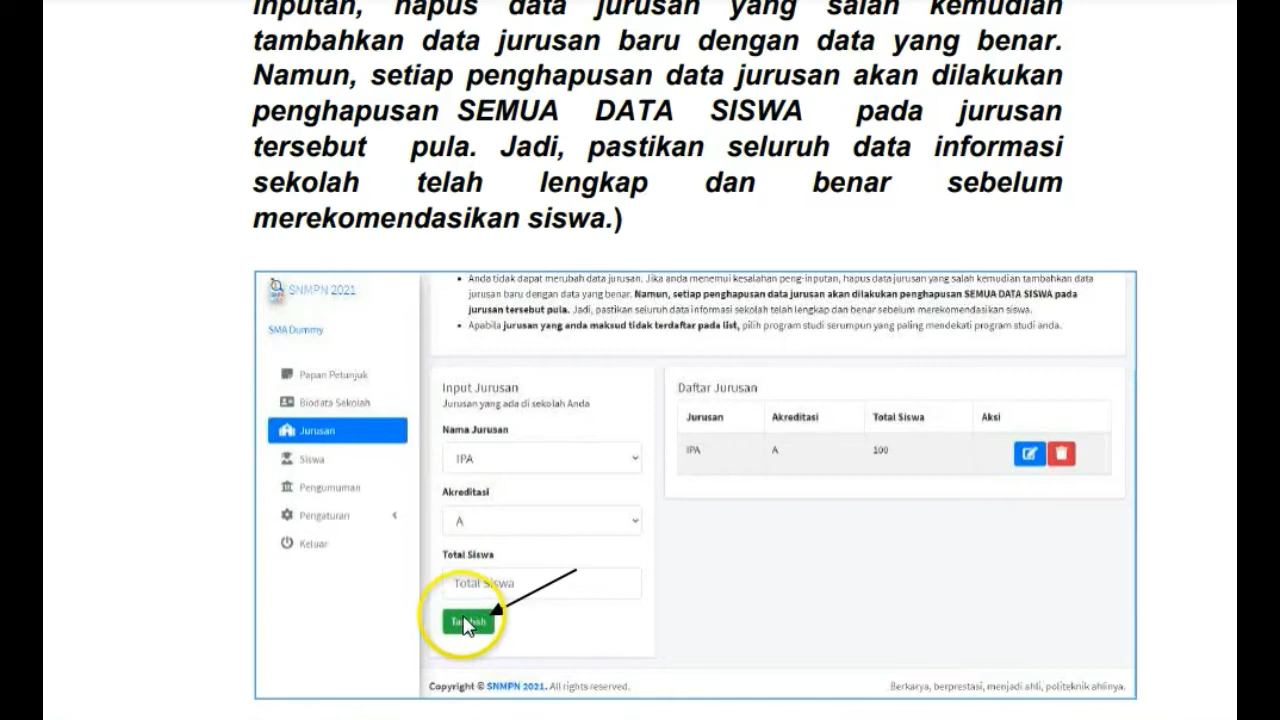 inputan, hapus data jurusan yang salah kemudian
tambahkan data jurusan baru dengan data yang benar.
Namun, setiap penghapusan data jurusan akan dilakukan
penghapusan SEMUA DATA SISWA pada jurusan
tersebut pula. Jadi, pastikan seluruh data informasi
sekolah telah lengkap dan benar sebelum
merekomendasikan siswa.)
SNMPN 2021
SMA Dummy
Papan Petunjuk
Biodata Sekolah
Jurusan
Siswa
Pengumuman
Pengaturan
Keluar
• Anda tidak dapat merubah data jurusan. Jika anda menemui kesalahan peng-inputan, hapus data jurusan yang salah kemudian tambahkan data
jurusan baru dengan data yang benar. Namun, setiap penghapusan data jurusan akan dilakukan penghapusan SEMUA DATA SISWA pada
jurusan tersebut pula. Jadi, pastikan seluruh data informasi sekolah telah lengkap dan benar sebelum merekomendasikan siswa.
• Apabila jurusan yang anda maksud tidak terdaftar pada list, pilih program studi serumpun yang paling mendekati program studi anda.
Input Jurusan
Jurusan yang ada di sekolah Anda
Nama Jurusan
IPA
Akreditasi
A
Total Siswa
Total Siswa
Tambah
Daftar Jurusan
Jurusan Akreditasi Total Siswa Aksi
IPA A 100
Copyright © SNMPN 2021. All rights reserved.
Berkarya, berprestasi, menjadi ahli, politeknik ahlinya.